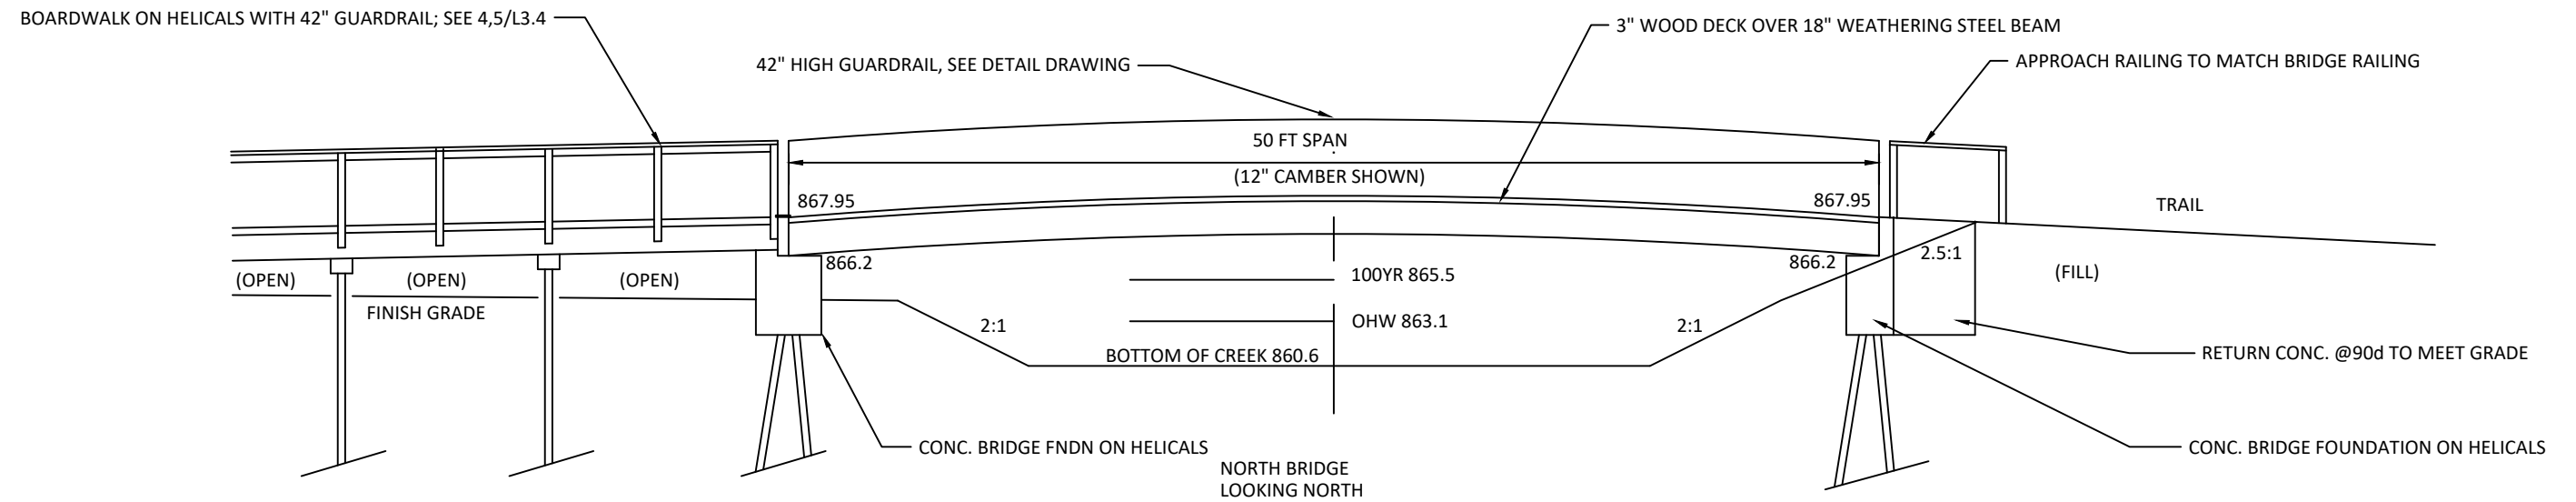 BOARDWALK ON HELICALS WITH 42" GUARDRAIL; SEE 4,5/L3.4
3" WOOD DECK OVER 18" WEATHERING STEEL BEAM
42" HIGH GUARDRAIL, SEE DETAIL DRAWING
APPROACH RAILING TO MATCH BRIDGE RAILING
50 FT SPAN
(12" CAMBER SHOWN)
867.95
867.95
TRAIL
866.2
866.2
2.5:1
(OPEN)
(OPEN)
(OPEN)
100YR 865.5
(FILL)
FINISH GRADE
2:1
OHW 863.1
2:1
BOTTOM OF CREEK 860.6
RETURN CONC. @90d TO MEET GRADE
CONC. BRIDGE FNDN ON HELICALS
CONC. BRIDGE FOUNDATION ON HELICALS
NORTH BRIDGE
LOOKING NORTH